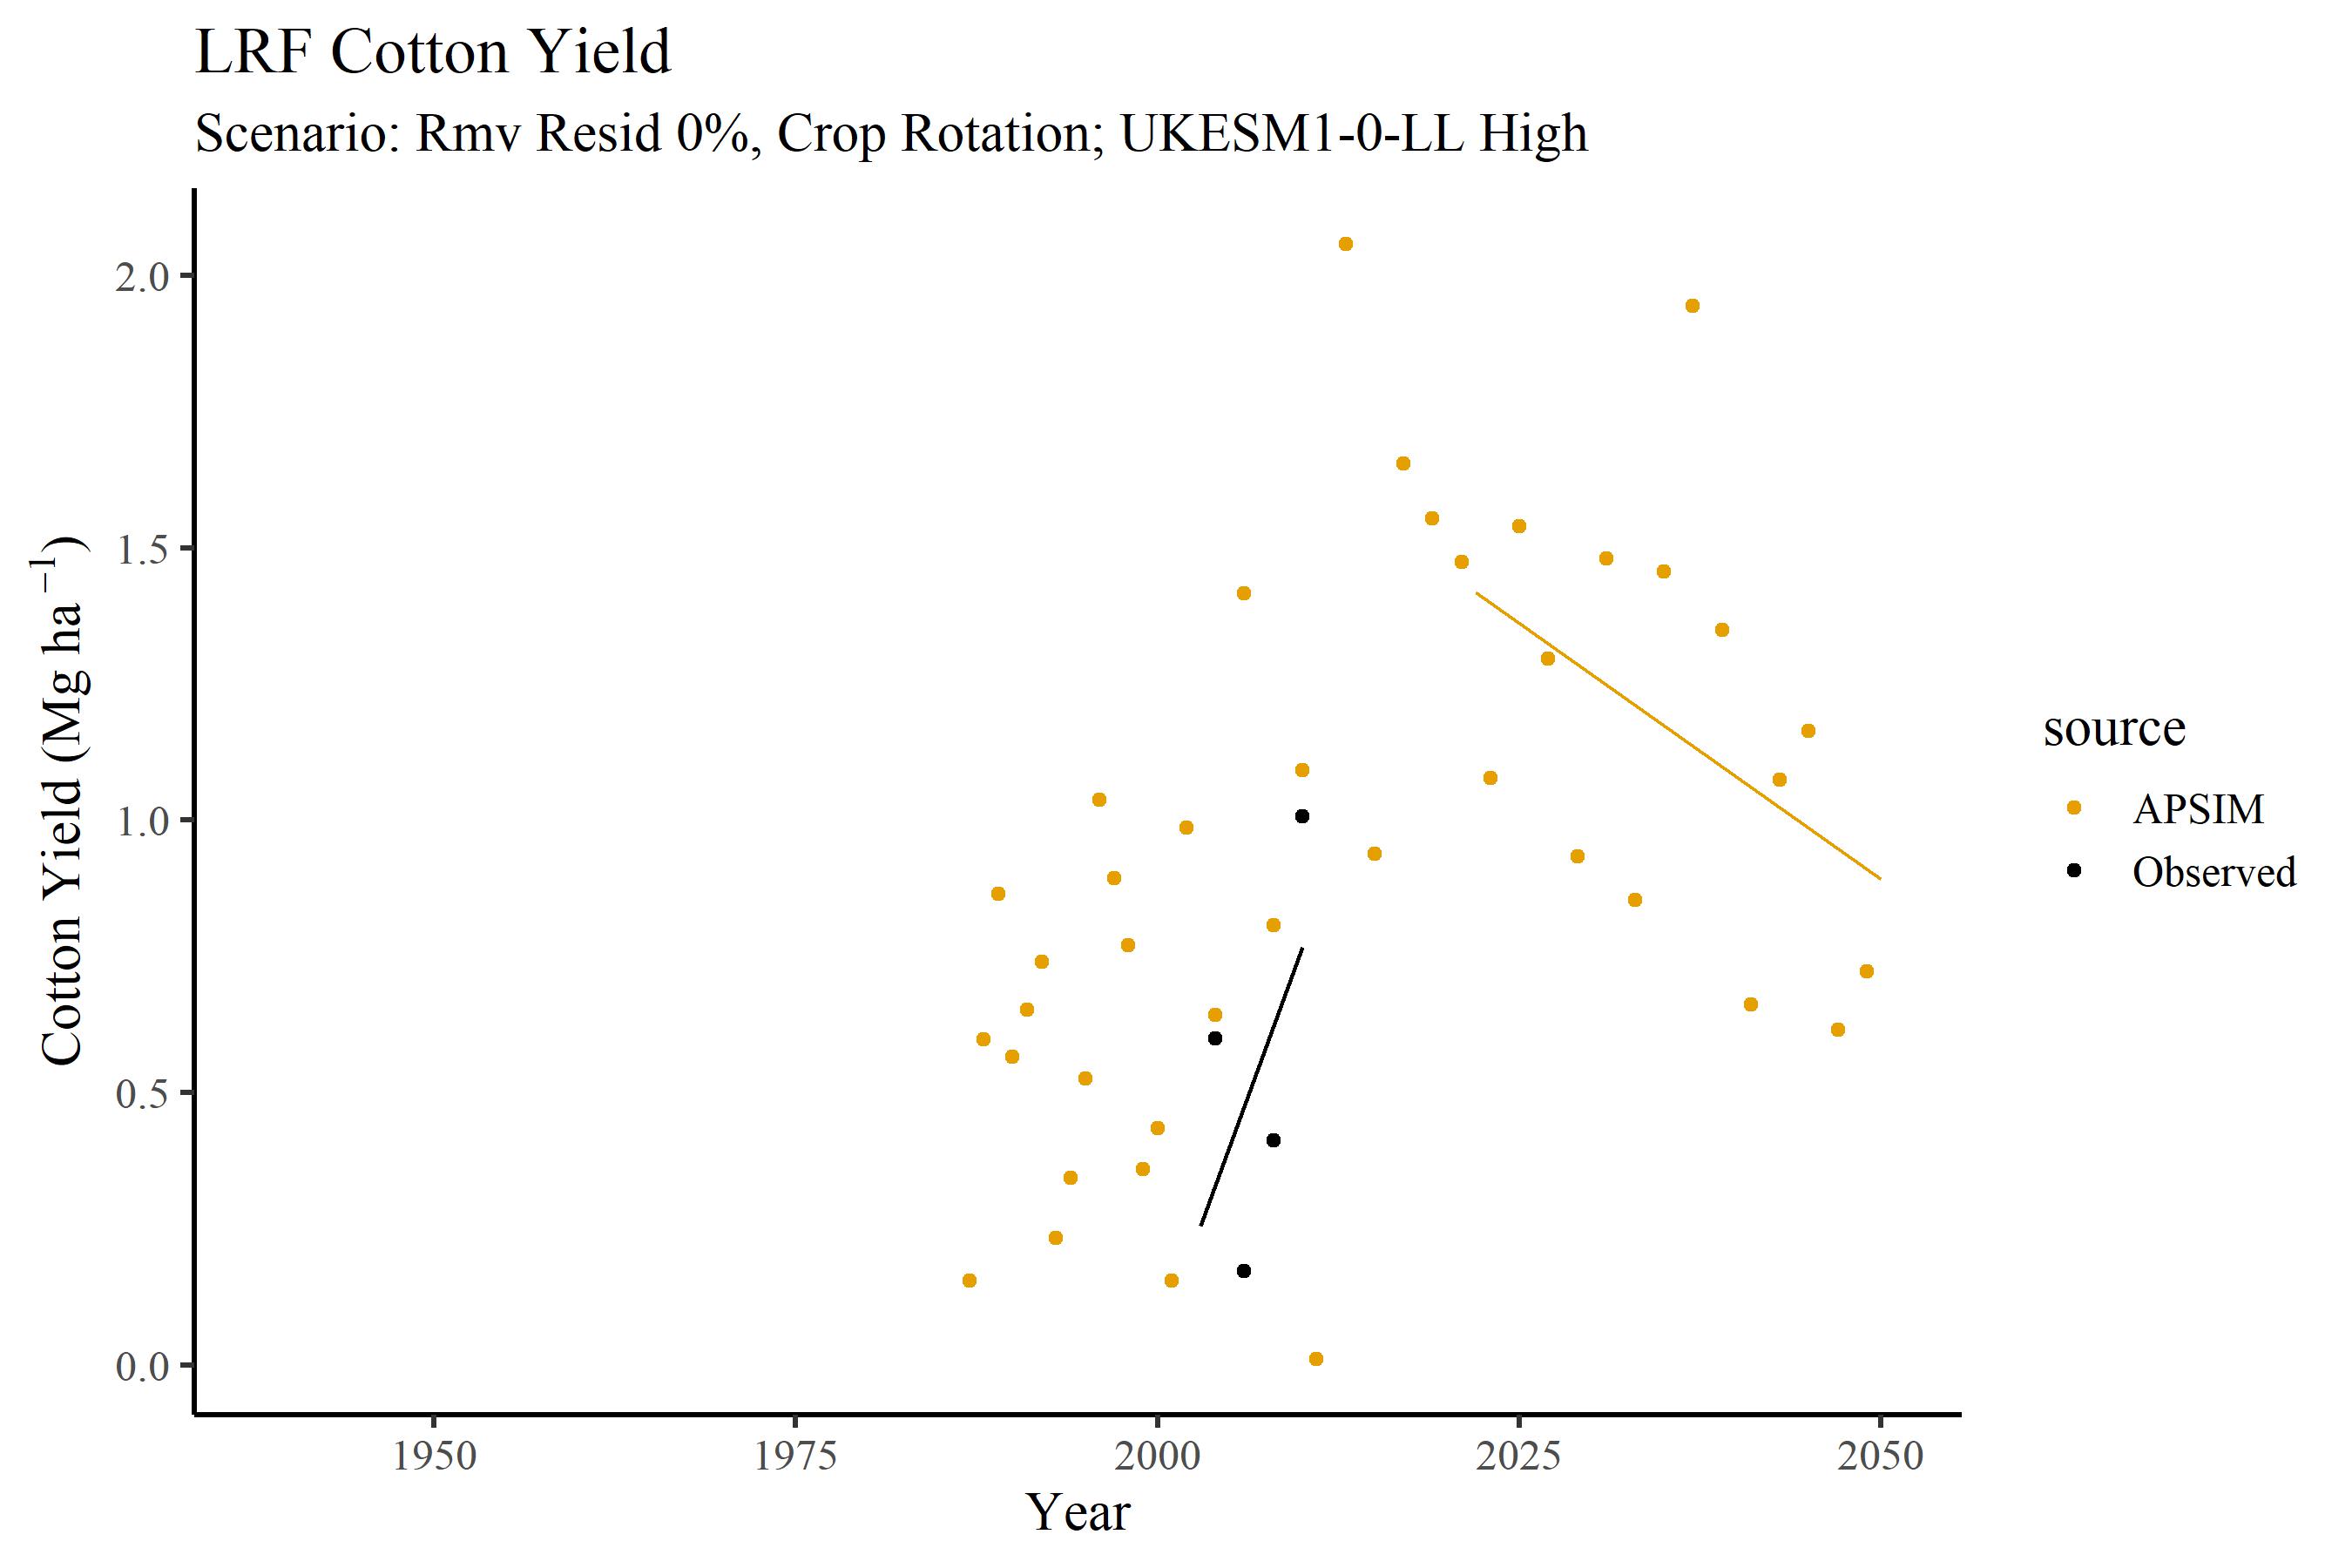 LRF Cotton Yield
Scenario: Rmv Resid 0%, Crop Rotation; UKESM1-0-LL High
Cotton Yield (Mg ha⁻¹)
2.0
1.5
1.0
0.5
0.0
1950 1975 2000 2025 2050
Year
source
APSIM
Observed